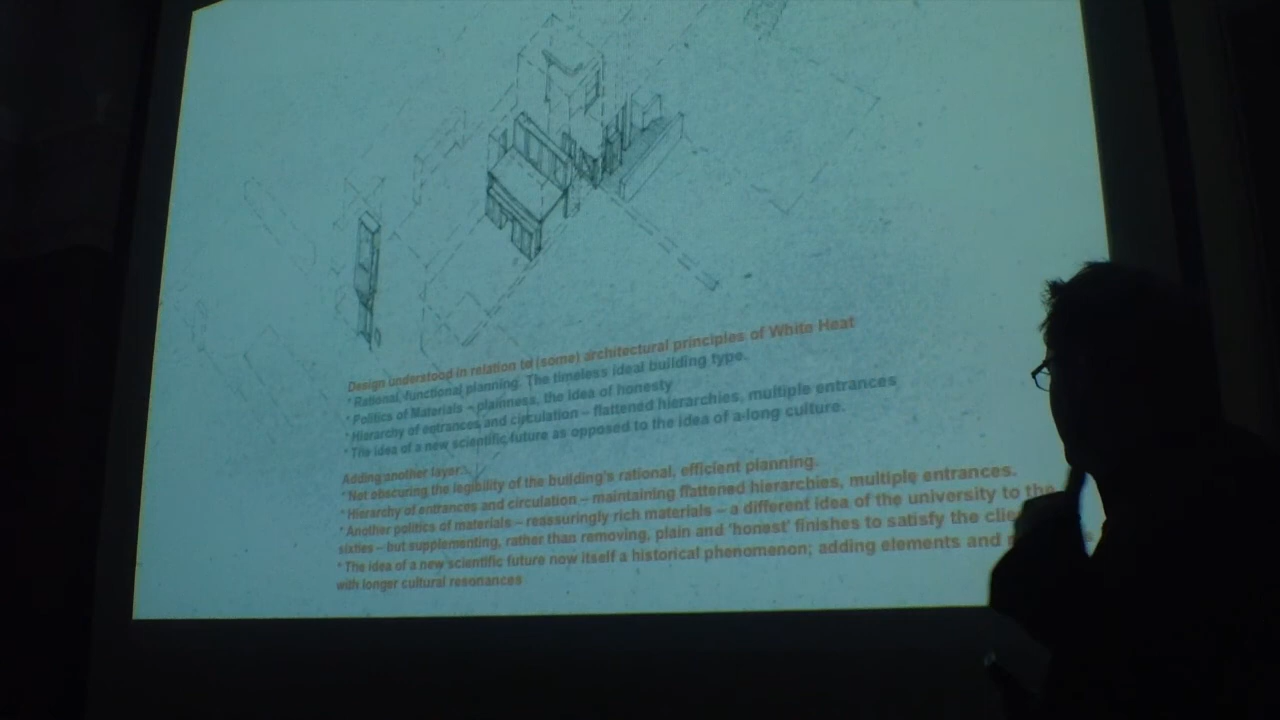 Design understood in relation to (some) architectural principles of White Heat
* Rational, functional planning. The timeless ideal building type.
* Politics of Materials – plainness, the idea of honesty
* Hierarchy of entrances and circulation – flattened hierarchies, multiple entrances
* The idea of a new scientific future as opposed to the idea of a-long culture.
Adding another layer:
* Not obscuring the legibility of the building's rational, efficient planning.
* Hierarchy of entrances and circulation – maintaining flattened hierarchies, multiple entrances.
* Another politics of materials – reassuringly rich materials – a different idea of the university to the
sixties – but supplementing, rather than removing, plain and 'honest' finishes to satisfy the
* The idea of a new scientific future now itself a historical phenomenon; adding elements and
with longer cultural resonances